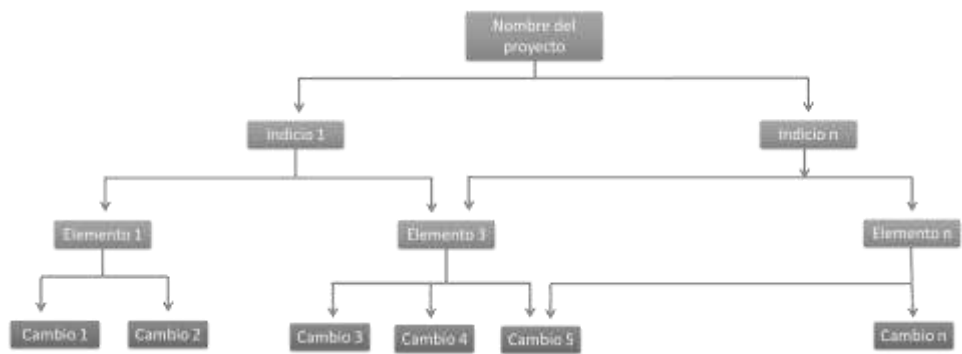 Nombre del
proyecto
Indicio 1
Indicio n
Elemento 1
Elemento 3
Elemento n
Cambio 1
Cambio 2
Cambio 3
Cambio 4
Cambio 5
Cambio n